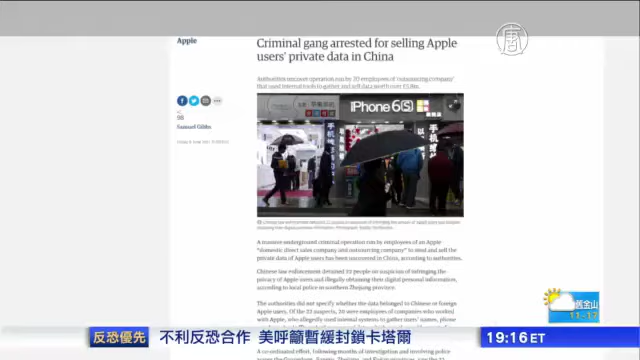 Apple
Criminal gang arrested for selling Apple
users' private data in China
Authorities uncover operation run by 20 employees of 'outsourcing company'
that used internal tools to gather and sell data worth over
iPhone 6S
98
Samuel Gibbs
A massive underground criminal operation run by employees of an Apple
"domestic direct sales company and outsourcing company" to steal and sell the
private data of Apple users has been uncovered in China, according to authorities.
Chinese law enforcement detained 22 people on suspicion of infringing the
privacy of Apple users and illegally obtaining their digital personal information,
according to local police in southern Zhejiang province.
The authorities did not specify whether the data belonged to Chinese or foreign
Apple users. Of the 22 suspects, 20 were employees of companies who worked
with Apple, who allegedly used internal systems to gather users' names, phone
A co-ordinated effort, following months of investigation and involving police
舊金山
11-17
反恐優先
不利反恐合作 美呼籲暫緩封鎖卡塔爾
19:16 ET